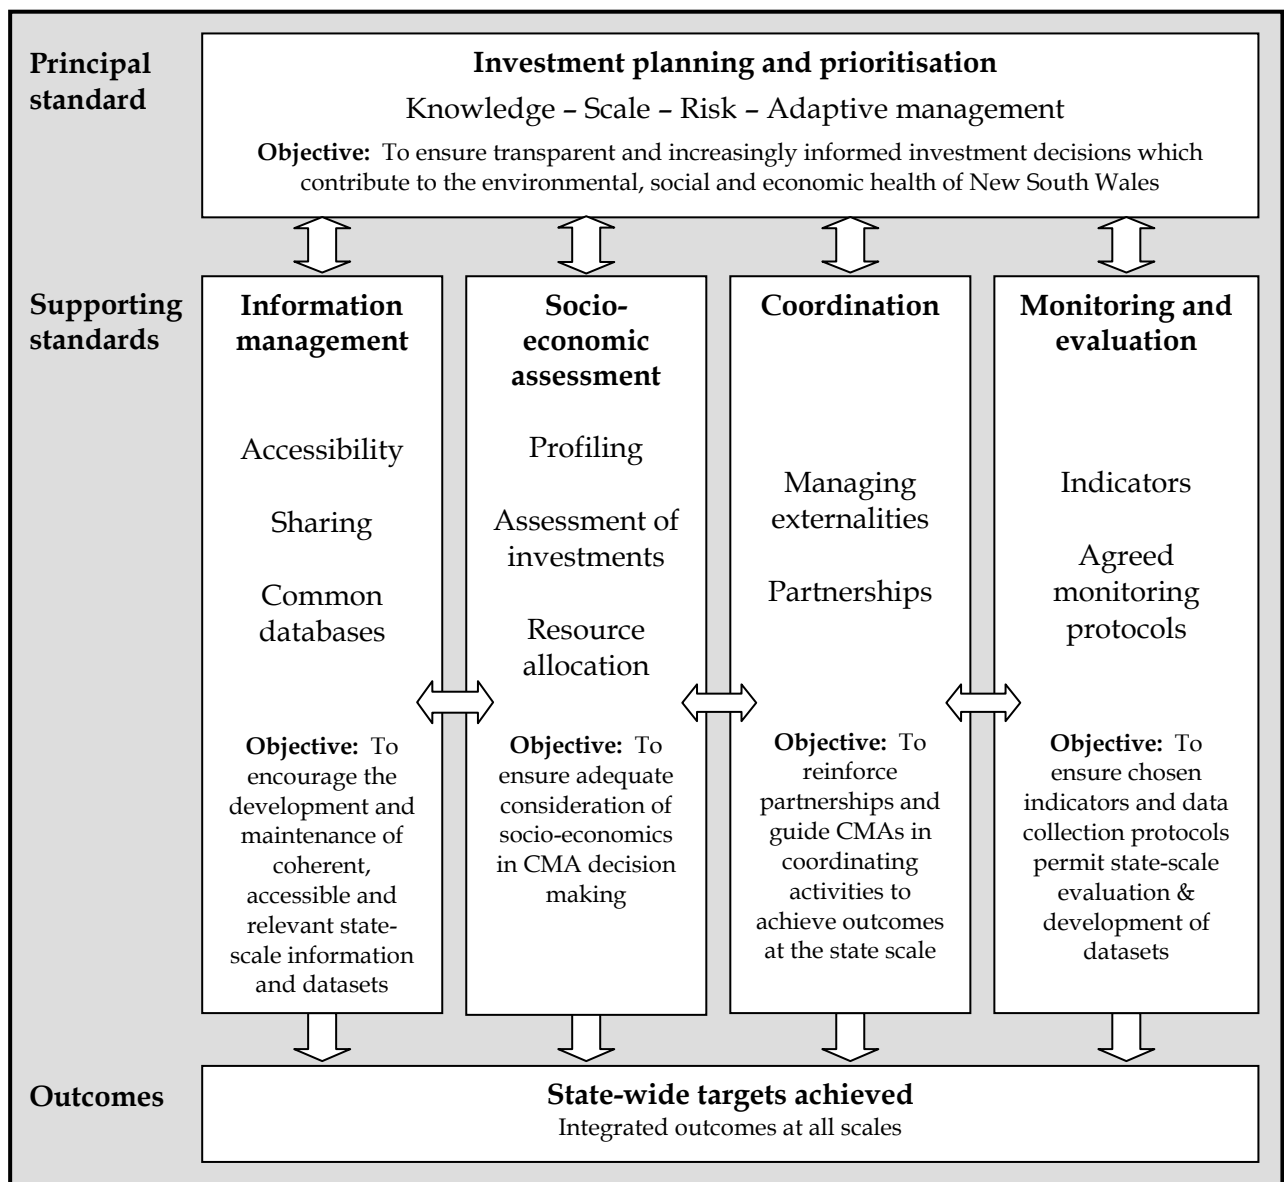 Principal
standard
Investment planning and prioritisation
Knowledge – Scale – Risk – Adaptive management
Objective: To ensure transparent and increasingly informed investment decisions which
contribute to the environmental, social and economic health of New South Wales
Supporting
standards
Information
management
Accessibility
Sharing
Common
databases
Objective: To
encourage the
development and
maintenance of
coherent,
accessible and
relevant state-
scale information
and datasets
Socio-
economic
assessment
Profiling
Assessment of
investments
Resource
allocation
Objective: To
ensure adequate
consideration of
socio-economics
in CMA decision
making
Coordination
Managing
externalities
Partnerships
Objective: To
reinforce
partnerships and
guide CMAs in
coordinating
activities to
achieve outcomes
at the state scale
Monitoring and
evaluation
Indicators
Agreed
monitoring
protocols
Objective: To
ensure chosen
indicators and data
collection protocols
permit state-scale
evaluation &
development of
datasets
Outcomes
State-wide targets achieved
Integrated outcomes at all scales